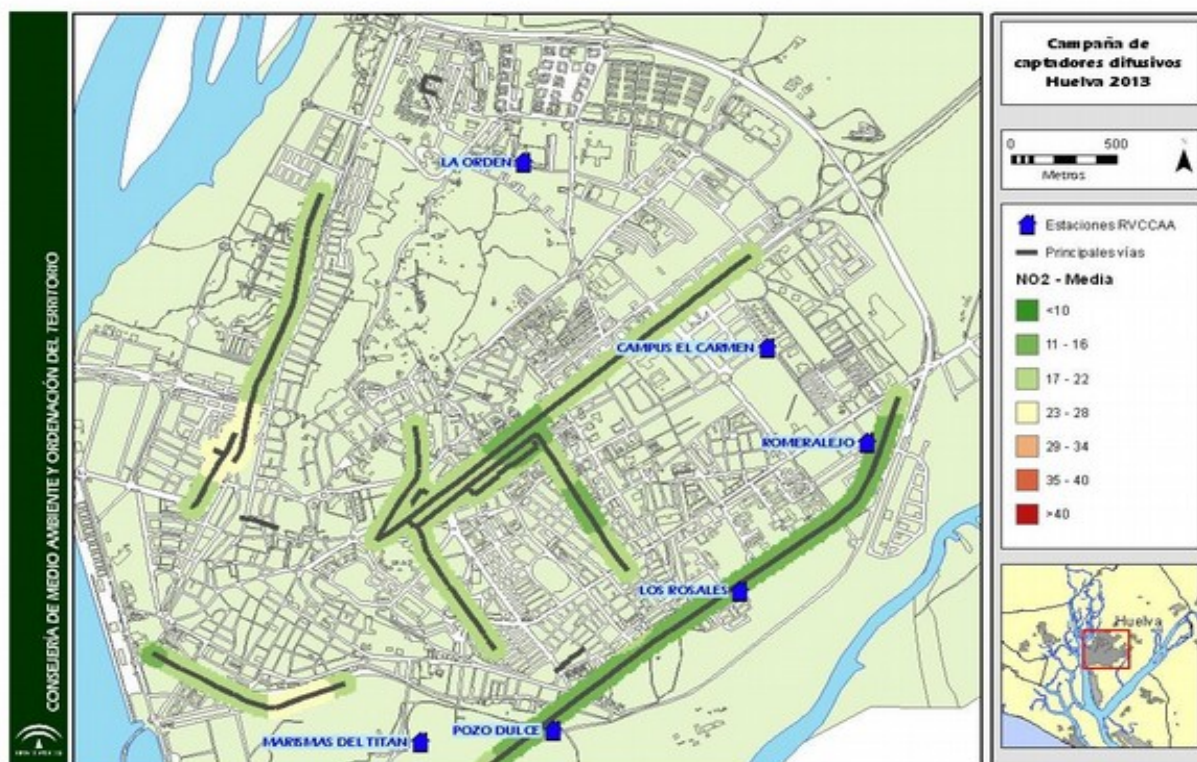 CONSEJERÍA DE MEDIO AMBIENTE Y ORDENACIÓN DEL TERRITORIO
LA ORDEN
CAMPUS EL CARMEN
ROMERALEJO
LOS ROSALES
POZO DULCE
MARISMAS DEL TITAN
Campaña de
captadores difusivos
Huelva 2013
0 500
Metros
Estaciones RVCCAA
Principales vías
NO2 - Media
<10
11 - 16
17 - 22
23 - 28
29 - 34
35 - 40
>40
Huelva